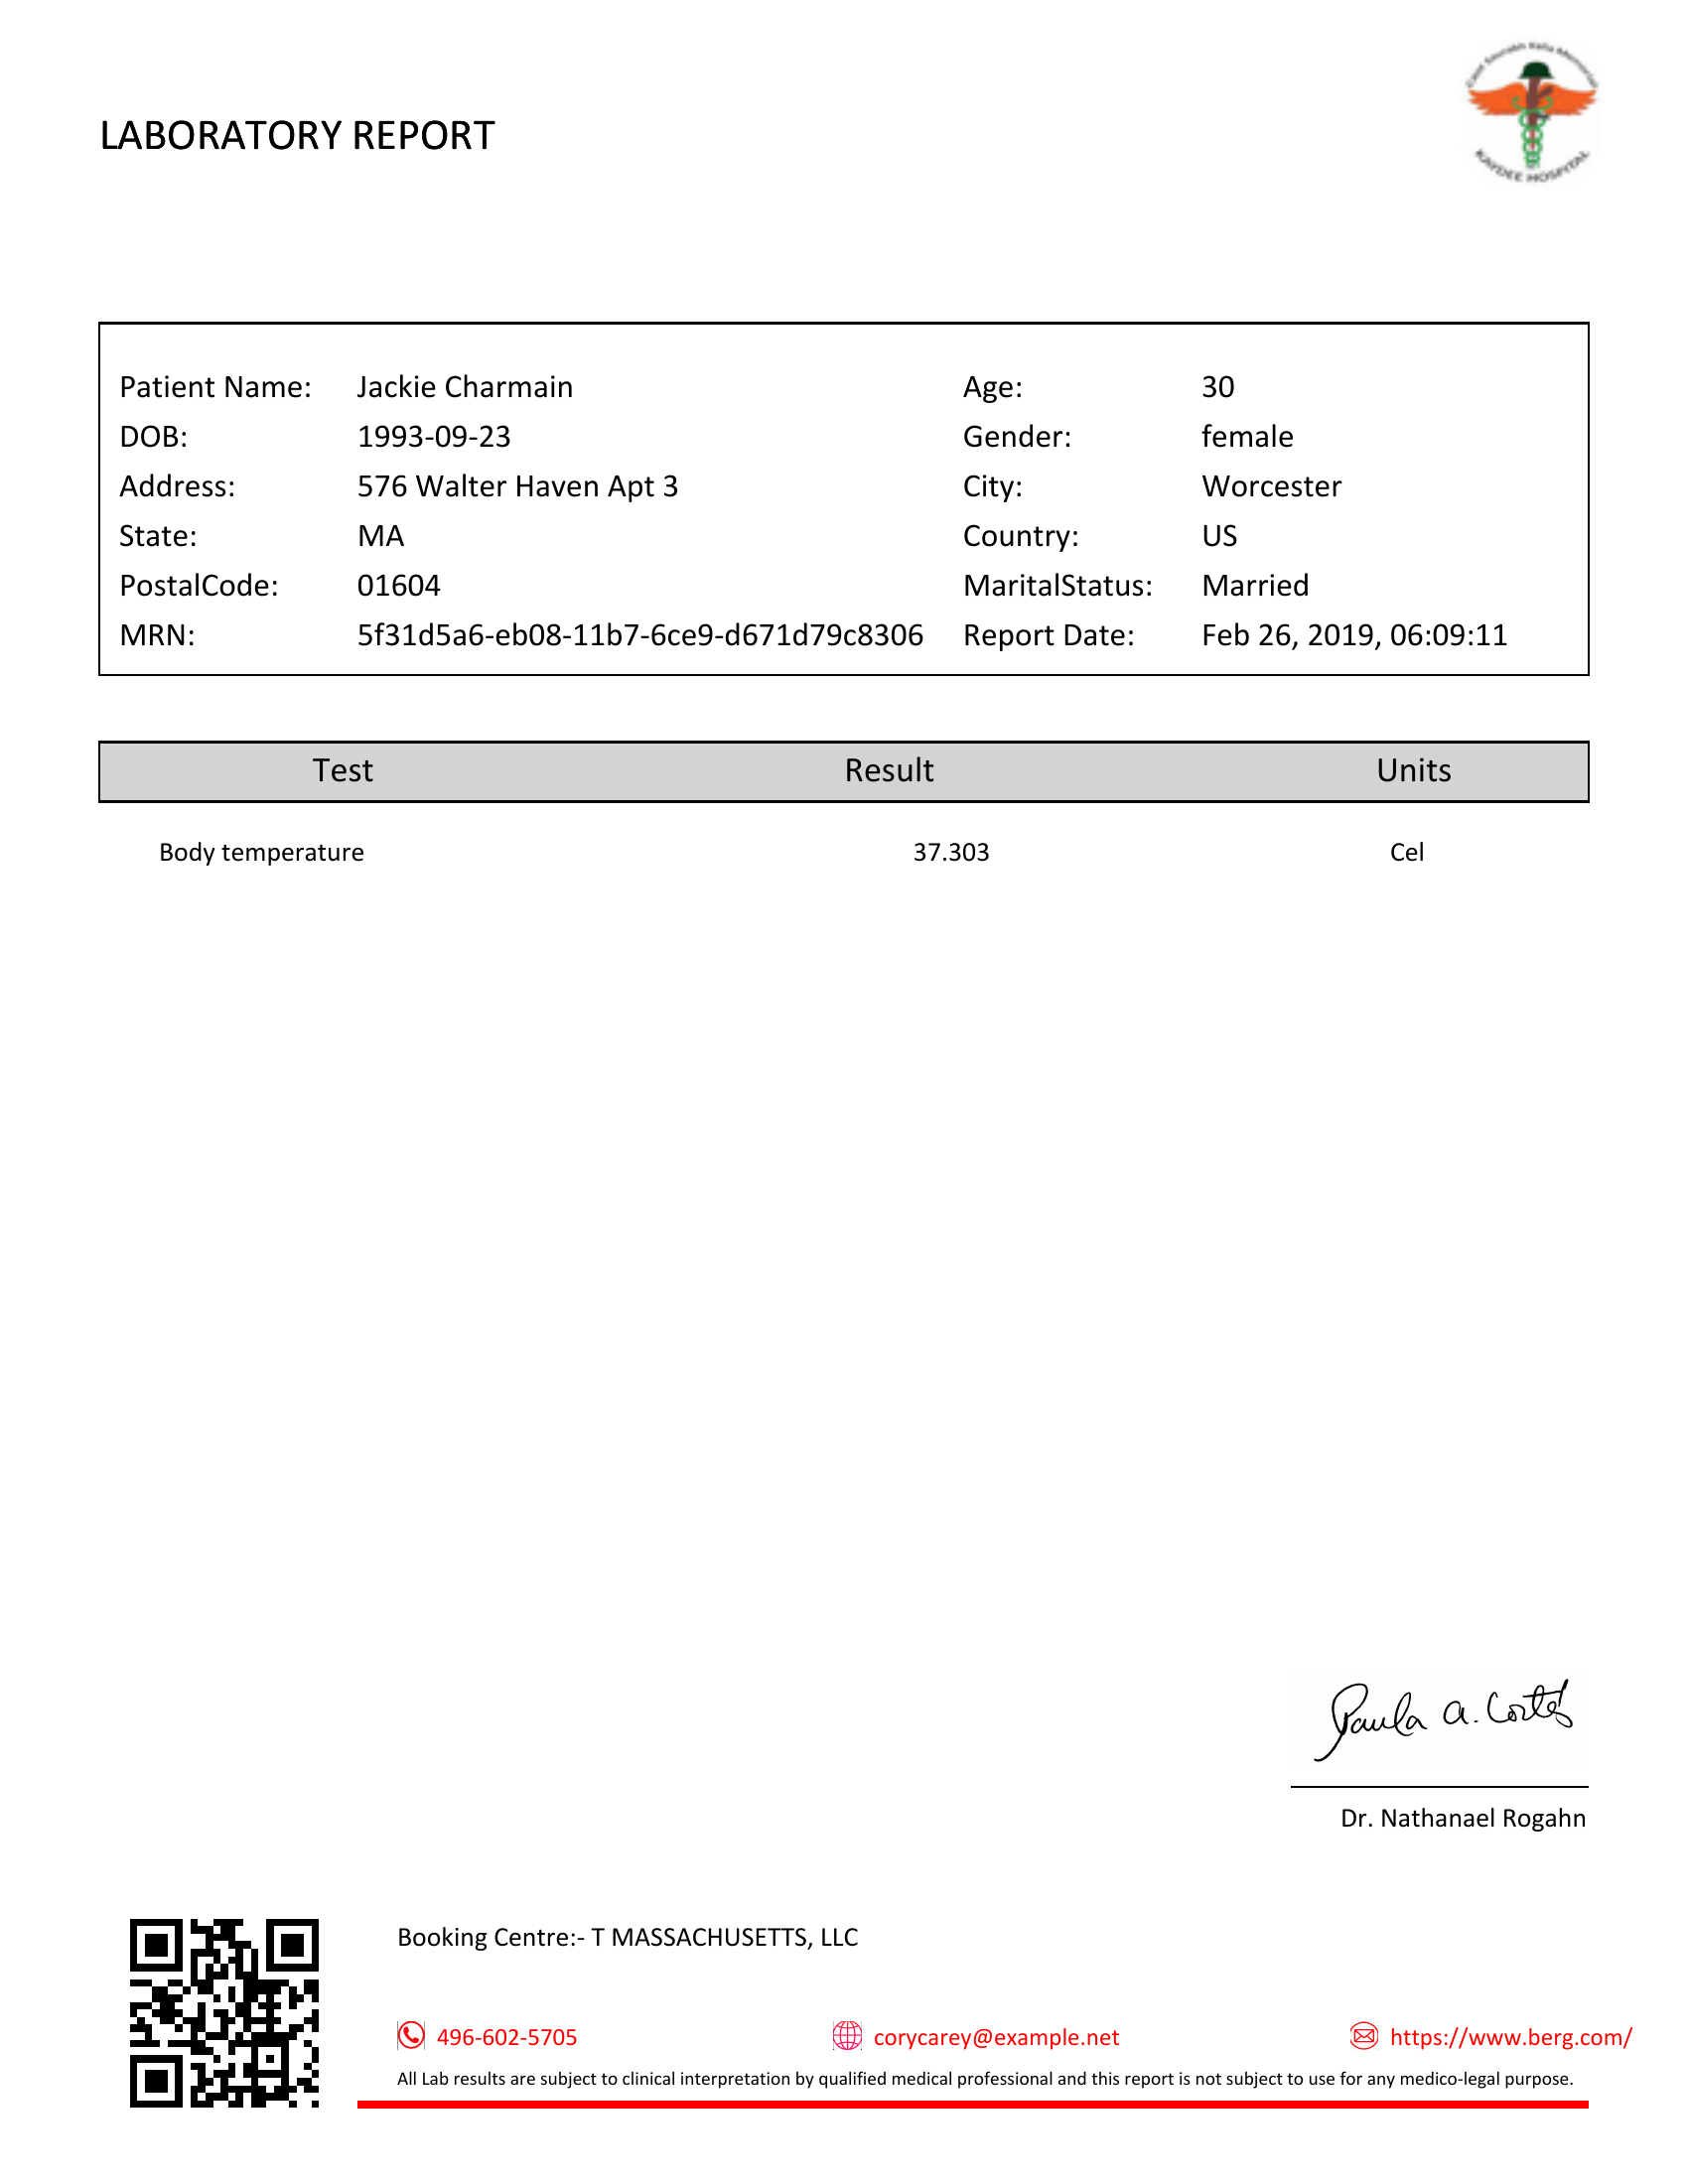 LABORATORY REPORT
KAYDEE HOSPITAL
Patient Name: Jackie Charmain Age: 30
DOB: 1993-09-23 Gender: female
Address: 576 Walter Haven Apt 3 City: Worcester
State: MA Country: US
PostalCode: 01604 MaritalStatus: Married
MRN: 5f31d5a6-eb08-11b7-6ce9-d671d79c8306 Report Date: Feb 26, 2019, 06:09:11
Test Result Units
Body temperature 37.303 Cel
Paula A. Cortes
Dr. Nathanael Rogahn
Booking Centre:- T MASSACHUSETTS, LLC
496-602-5705 corycarey@example.net https://www.berg.com/
All Lab results are subject to clinical interpretation by qualified medical professional and this report is not subject to use for any medico-legal purpose.